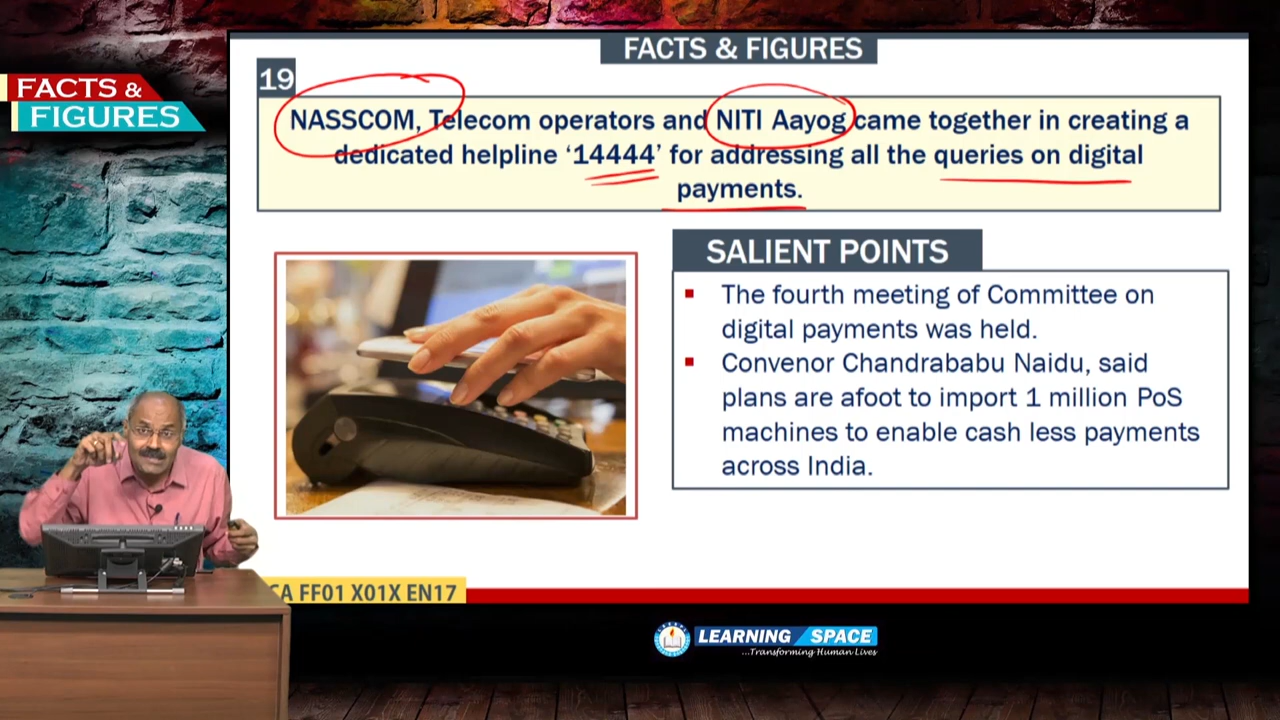 FACTS & FIGURES
19
FACTS &
FIGURES
NASSCOM, Telecom operators and NITI Aayog came together in creating a
dedicated helpline ‘14444’ for addressing all the queries on digital
payments.
SALIENT POINTS
▪ The fourth meeting of Committee on
digital payments was held.
▪ Convenor Chandrababu Naidu, said
plans are afoot to import 1 million PoS
machines to enable cash less payments
across India.
CA FF01 X01X EN17
LEARNING SPACE
...Transforming Human Lives